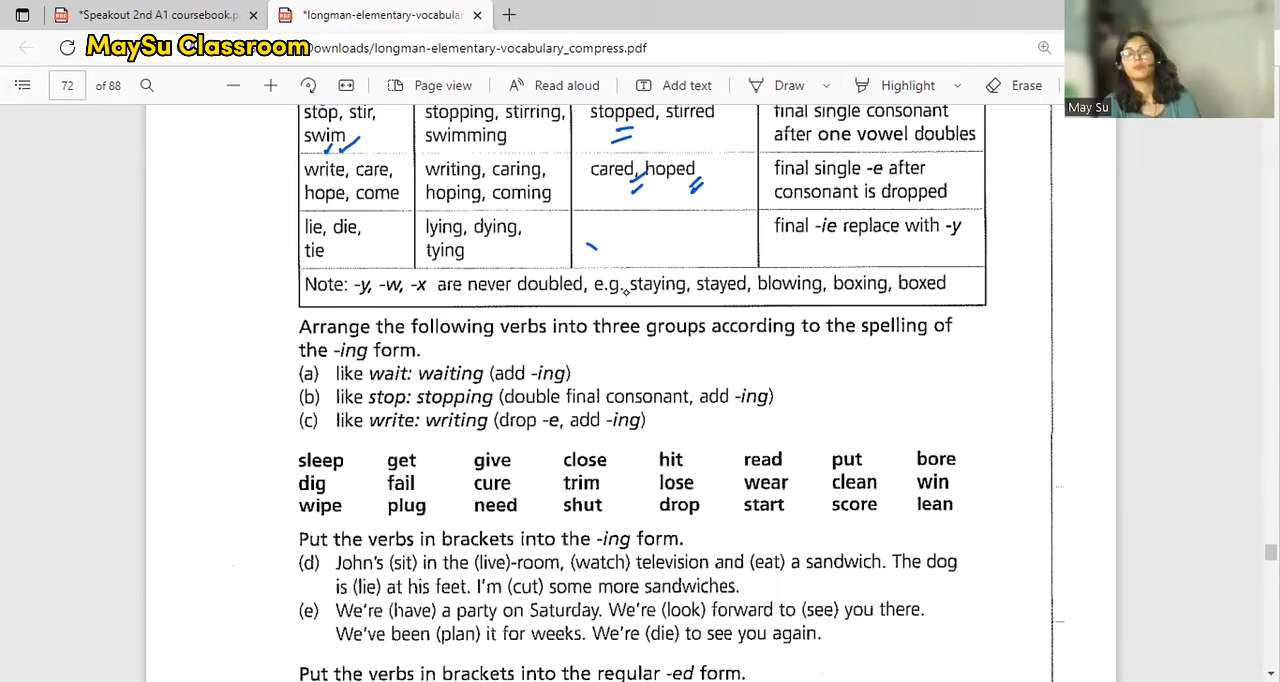 *Speakout 2nd A1 coursebook.p
*longman-elementary-vocabular
MaySu Classroom
Downloads/longman-elementary-vocabulary_compress.pdf
72 of 88 Page view Read aloud Add text Draw Highlight Erase
May Su
stop, stir, stopping, stirring, stopped, stirred final single consonant
swim swimming after one vowel doubles
write, care, writing, caring, cared, hoped final single -e after
hope, come hoping, coming consonant is dropped
lie, die, lying, dying, final -ie replace with -y
tie tying
Note: -y, -w, -x are never doubled, e.g. staying, stayed, blowing, boxing, boxed
Arrange the following verbs into three groups according to the spelling of
the -ing form.
(a) like wait: waiting (add -ing)
(b) like stop: stopping (double final consonant, add -ing)
(c) like write: writing (drop -e, add -ing)
sleep get give close hit read put bore
dig fail cure trim lose wear clean win
wipe plug need shut drop start score lean
Put the verbs in brackets into the -ing form.
(d) John's (sit) in the (live)-room, (watch) television and (eat) a sandwich. The dog
is (lie) at his feet. I'm (cut) some more sandwiches.
(e) We're (have) a party on Saturday. We're (look) forward to (see) you there.
We've been (plan) it for weeks. We're (die) to see you again.
Put the verbs in brackets into the regular -ed form.